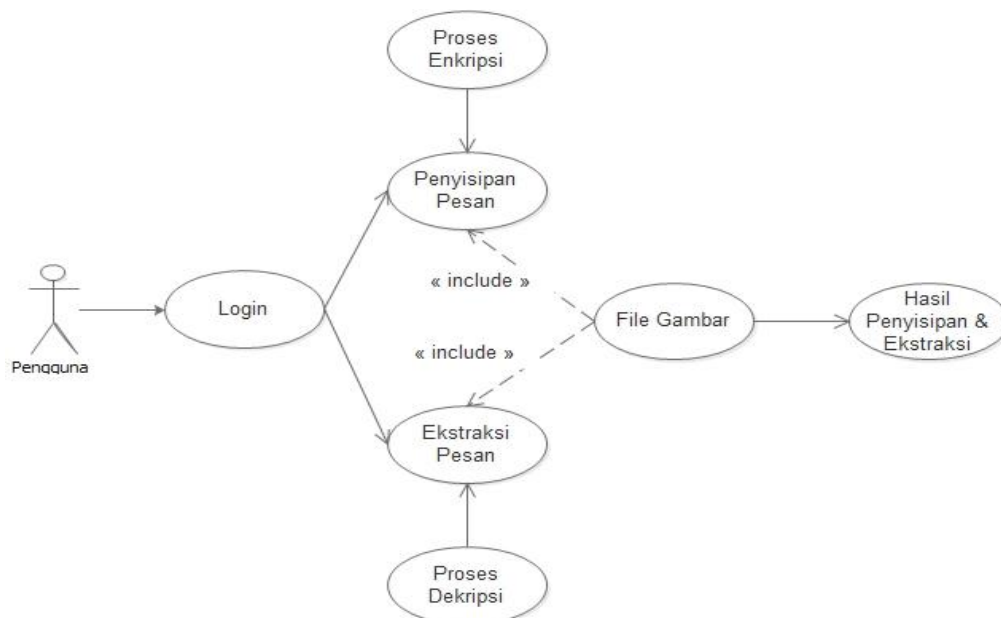 Proses
Enkripsi
Penyisipan
Pesan
« include »
Login
File Gambar
Hasil
Penyisipan &
Ekstraksi
« include »
Pengguna
Ekstraksi
Pesan
Proses
Dekripsi